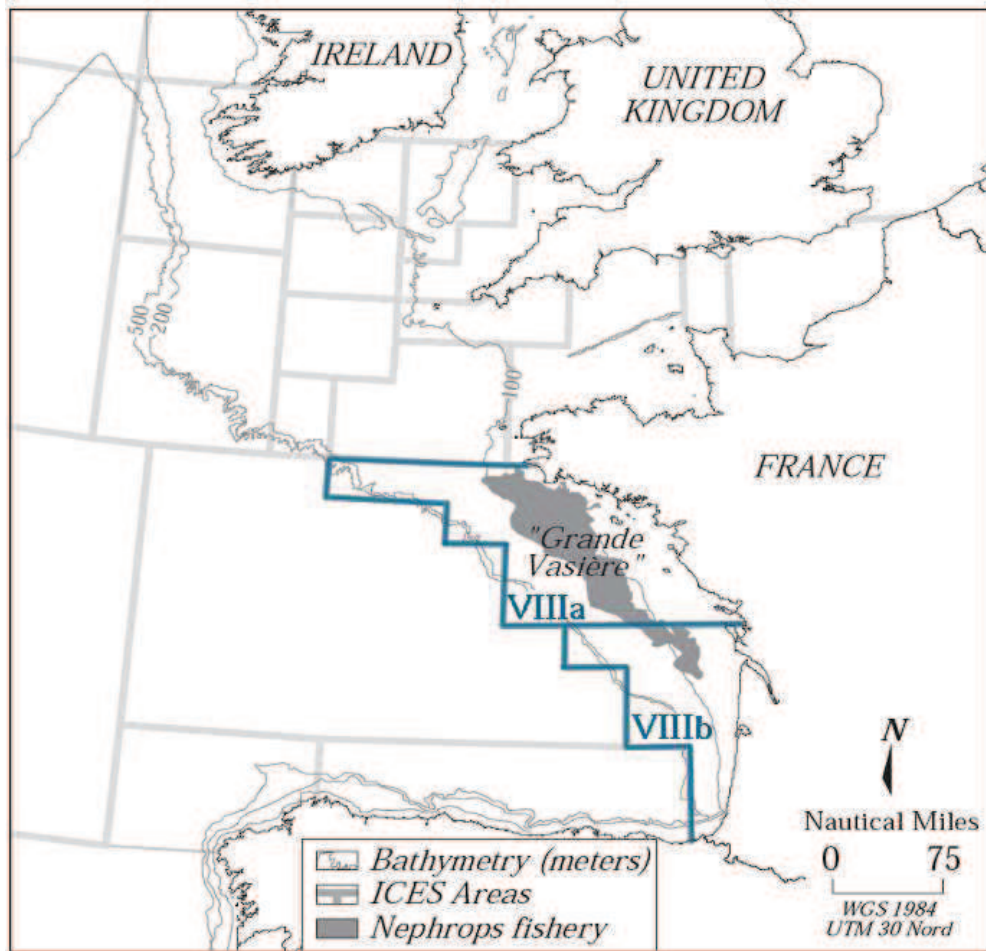 IRELAND
UNITED
KINGDOM
500
200
100
FRANCE
"Grande
Vasière"
VIIIa
VIIIb
N
Nautical Miles
0 75
WGS 1984
UTM 30 Nord
Bathymetry (meters)
ICES Areas
Nephrops fishery